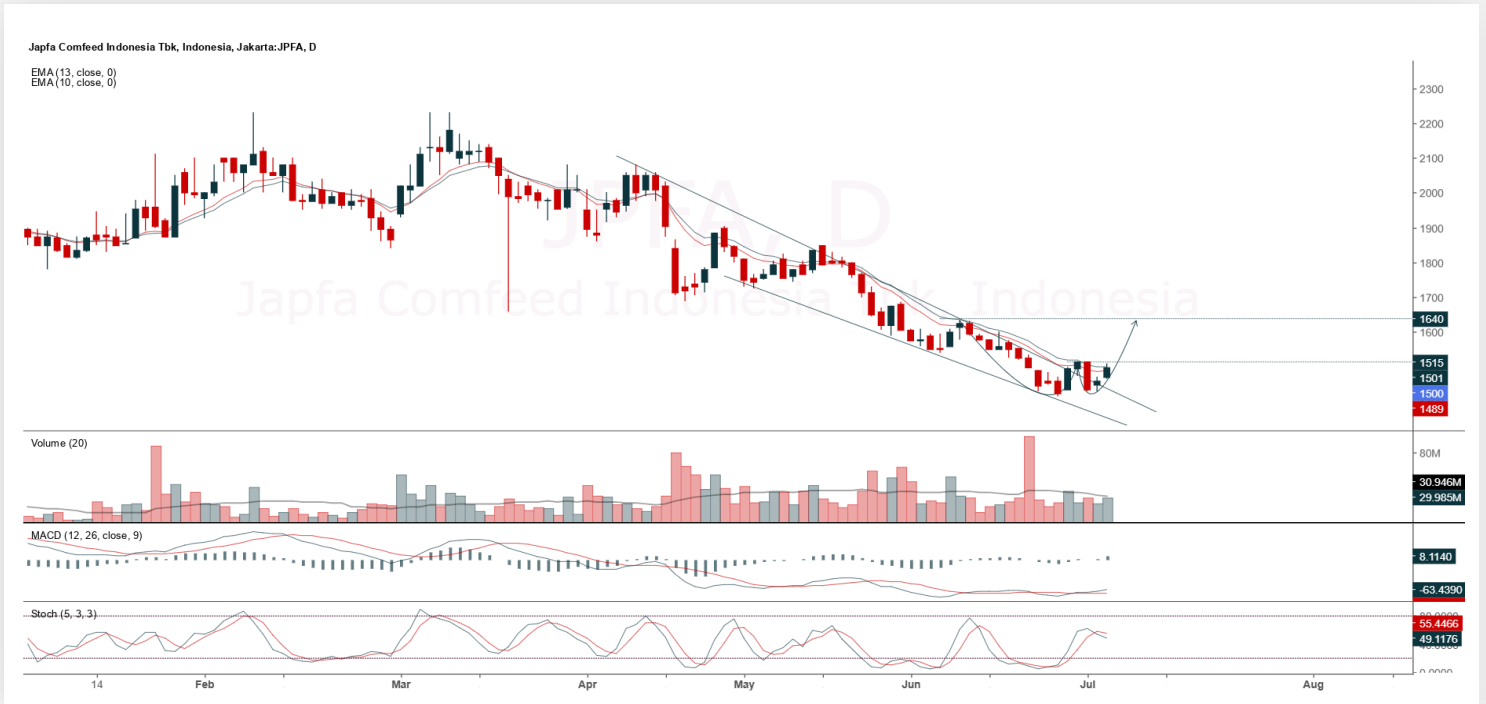 Japfa Comfeed Indonesia Tbk, Indonesia, Jakarta:JPFA, D
EMA (13, close, 0)
EMA (10, close, 0)
JPFA, D
Japfa Comfeed Indonesia Tbk, Indonesia
2300
2200
2100
2000
1900
1800
1700
1640
1600
1515
1501
1500
1489
Volume (20)
80M
30.946M
29.985M
MACD (12, 26, close, 9)
8.1140
-63.4390
Stoch (5, 3, 3)
55.4466
49.1176
14
Feb
Mar
Apr
May
Jun
Jul
Aug